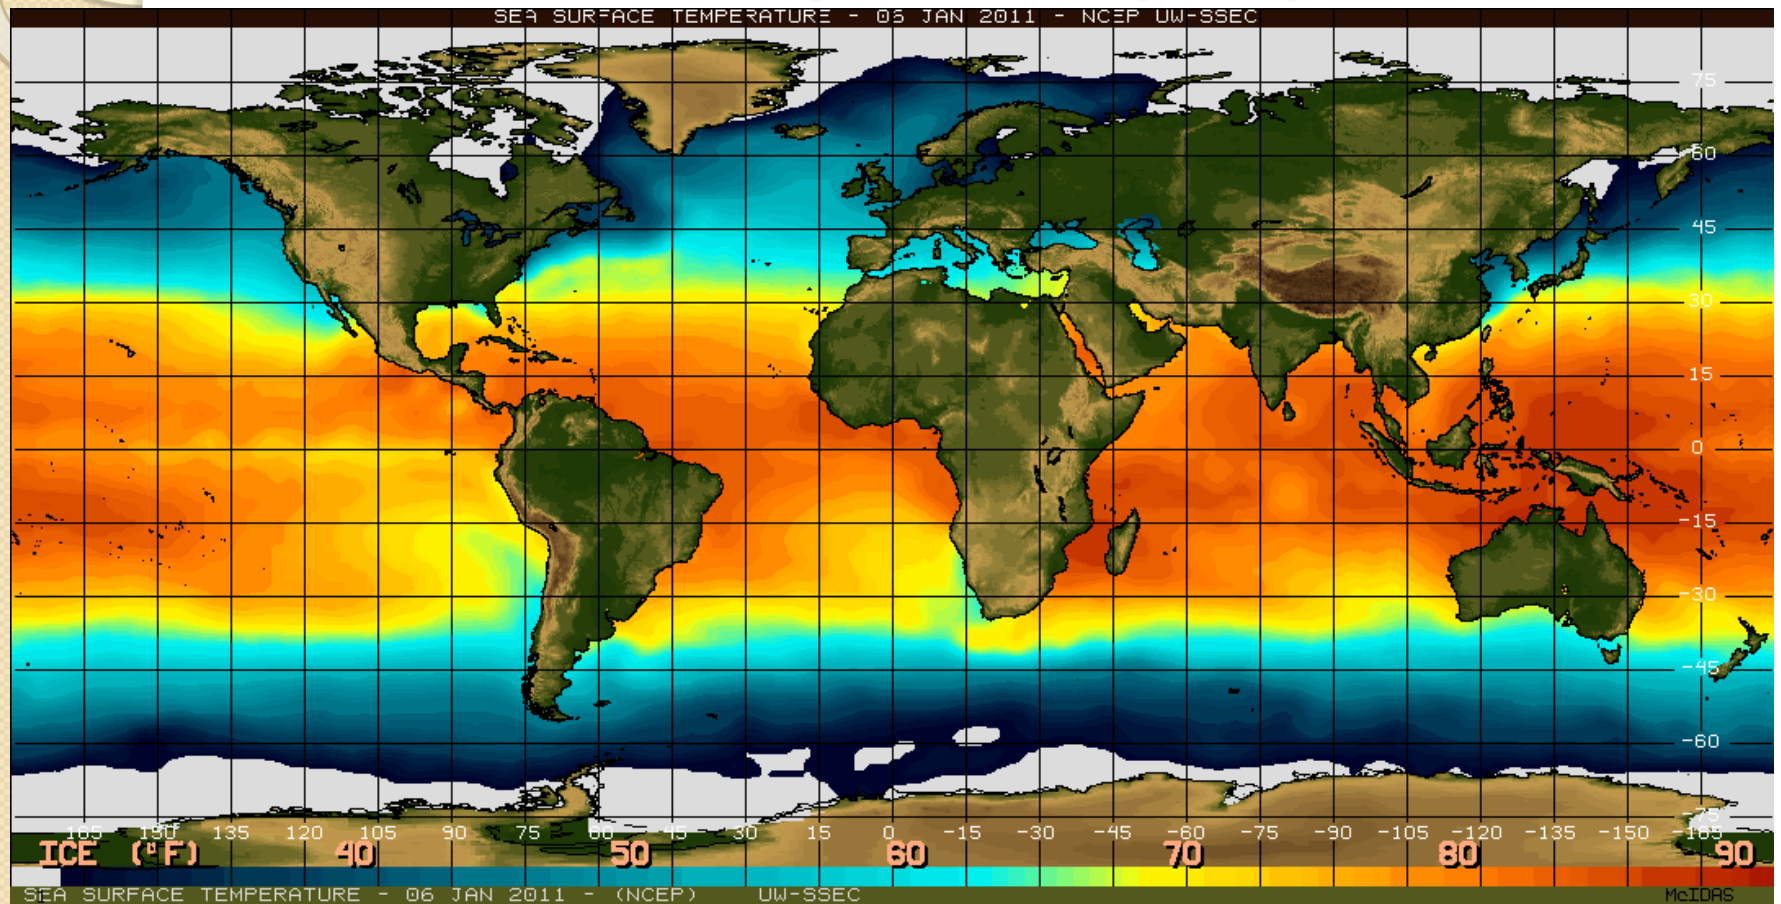 SEA SURFACE TEMPERATURE - 06 JAN 2011 - NCEP UW-SSEC
75
60
45
30
15
0
-15
-30
-45
-60
-75
165 150 135 120 105 90 75 60 45 30 15 0 -15 -30 -45 -60 -75 -90 -105 -120 -135 -150 -165
ICE (°F) 40 50 60 70 80 90
SEA SURFACE TEMPERATURE - 06 JAN 2011 - (NCEP) UW-SSEC McIDAS